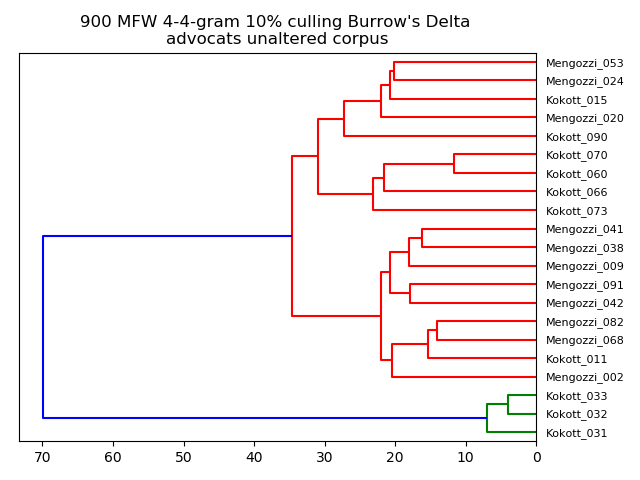 900 MFW 4-4-gram 10% culling Burrow's Delta
advocats unaltered corpus
Mengozzi_053
Mengozzi_024
Kokott_015
Mengozzi_020
Kokott_090
Kokott_070
Kokott_060
Kokott_066
Kokott_073
Mengozzi_041
Mengozzi_038
Mengozzi_009
Mengozzi_091
Mengozzi_042
Mengozzi_082
Mengozzi_068
Kokott_011
Mengozzi_002
Kokott_033
Kokott_032
Kokott_031
70 60 50 40 30 20 10 0